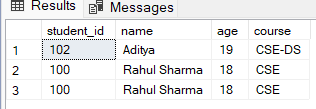 Results Messages
student_id name age course
1 102 Aditya 19 CSE-DS
2 100 Rahul Sharma 18 CSE
3 100 Rahul Sharma 18 CSE